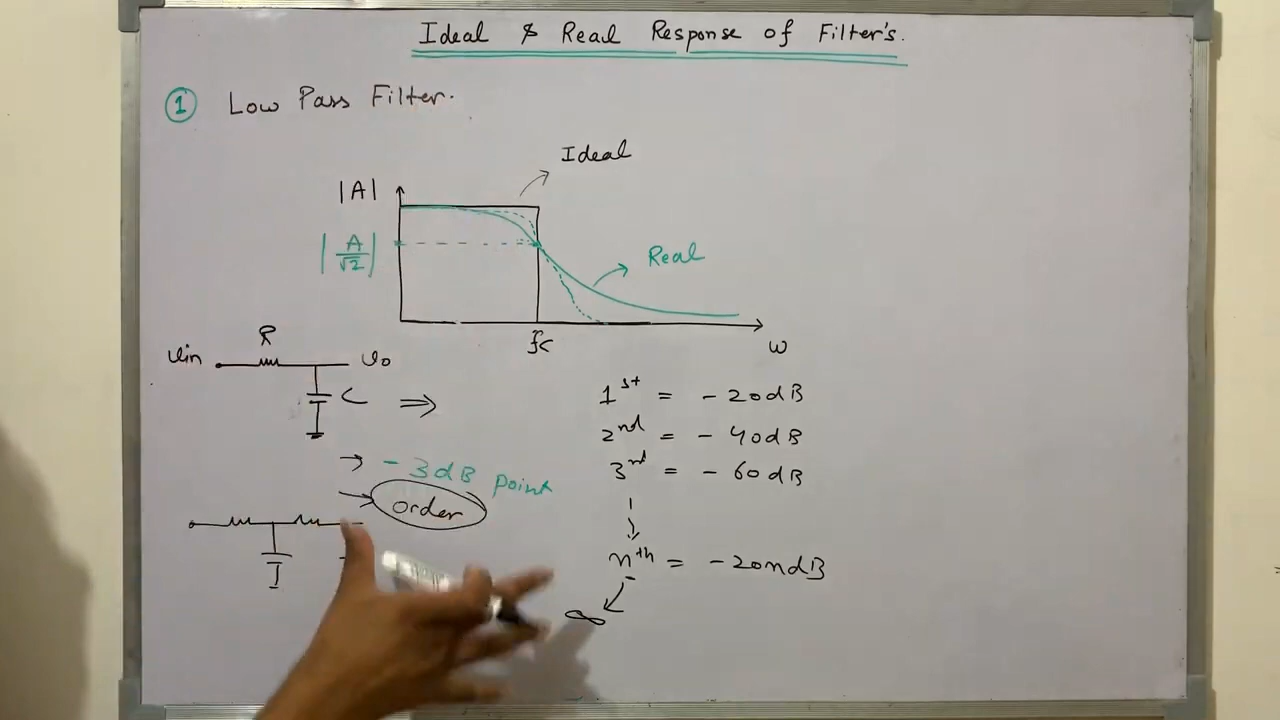 Ideal & Real Response of Filter's.
1 Low Pass Filter.
Ideal
|A|
|A/√2|
Real
fc
ω
R
Vin
Vo
C
⇒
1st = - 20dB
2nd = - 40dB
3rd = - 60dB
→ - 3dB point
→ order
nth = - 20ndB
∞